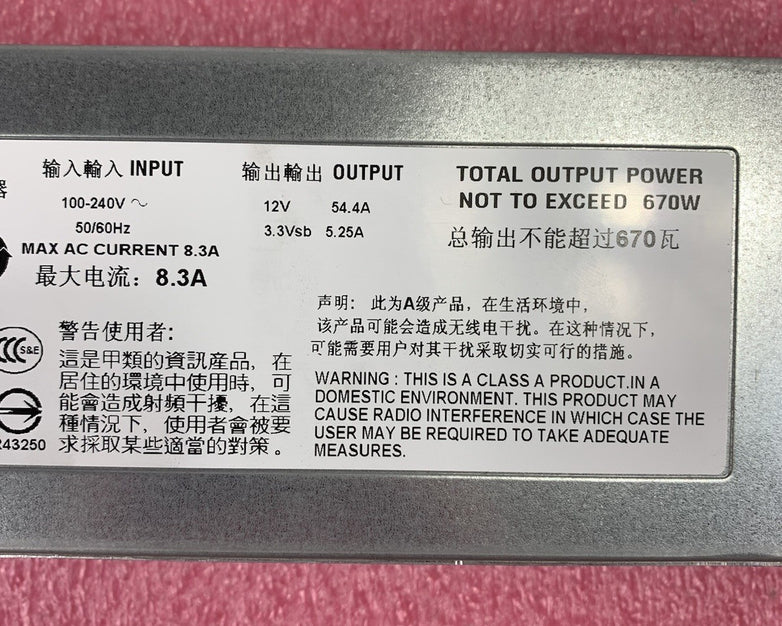 器
输入輸入 INPUT
100-240V ~
50/60Hz
MAX AC CURRENT 8.3A
最大电流：8.3A
输出輸出 OUTPUT
12V 54.4A
3.3Vsb 5.25A
TOTAL OUTPUT POWER
NOT TO EXCEED 670W
总输出不能超过670瓦
CCC S&E
警告使用者:
這是甲類的資訊産品，在
居住的環境中使用時，可
能會造成射頻干擾，在這
種情況下，使用者會被要
求採取某些適當的對策。
43250
声明：此为A级产品，在生活环境中，
该产品可能会造成无线电干扰。在这种情况下，
可能需要用户对其干扰采取切实可行的措施。
WARNING : THIS IS A CLASS A PRODUCT.IN A
DOMESTIC ENVIRONMENT. THIS PRODUCT MAY
CAUSE RADIO INTERFERENCE IN WHICH CASE THE
USER MAY BE REQUIRED TO TAKE ADEQUATE
MEASURES.